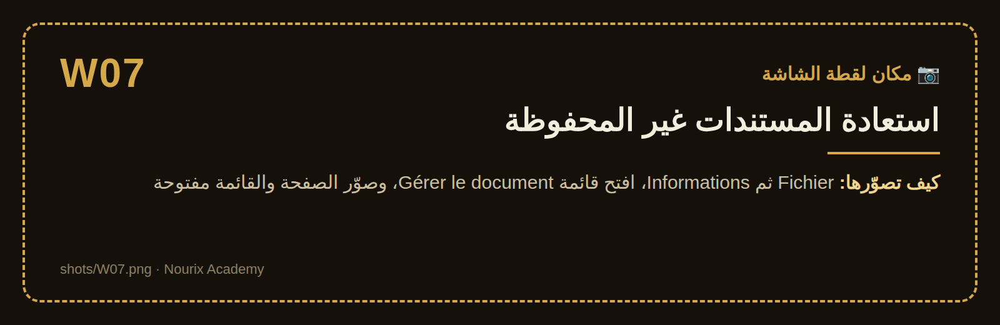 W07
📷 مكان لقطة الشاشة
استعادة المستندات غير المحفوظة
كيف تصوّرها: Fichier ثم Informations، افتح قائمة Gérer le document، وصوّر الصفحة والقائمة مفتوحة
shots/W07.png · Nourix Academy